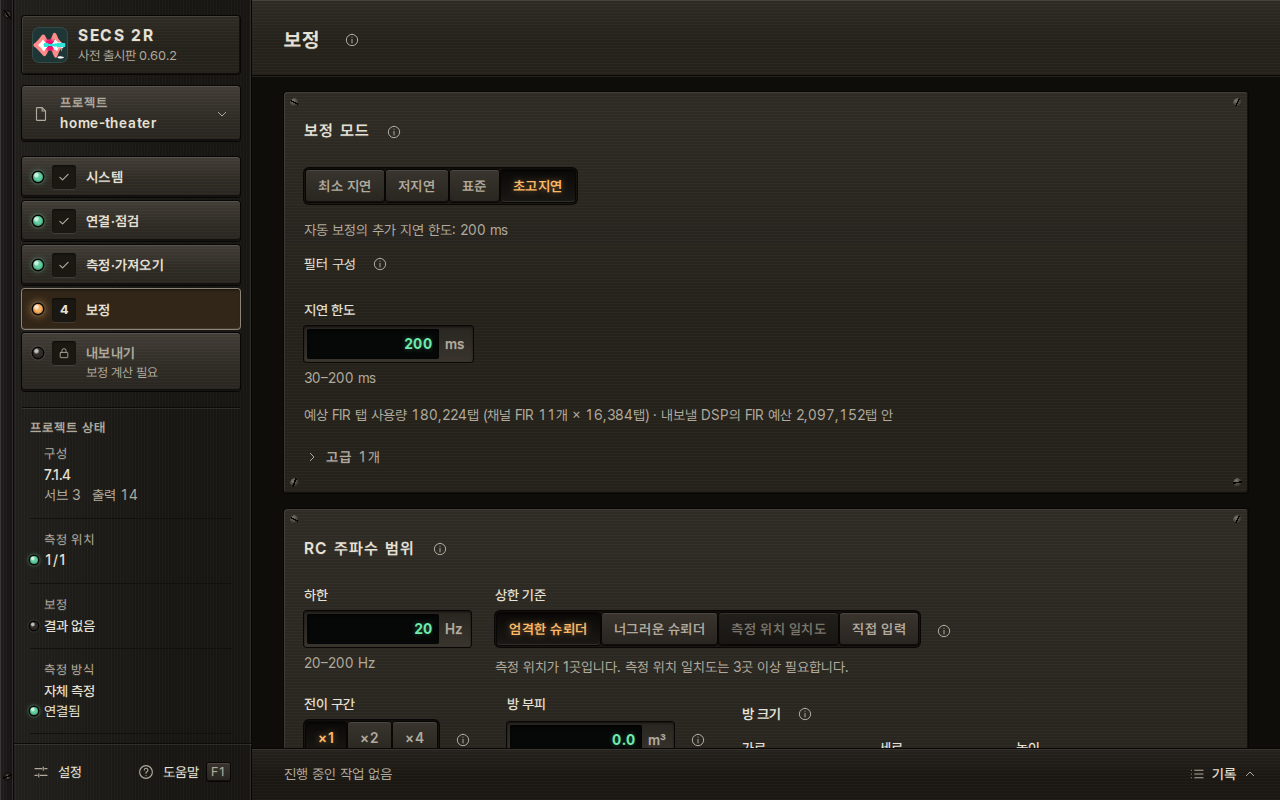 SECS 2R
사전 출시판 0.60.2
프로젝트
home-theater
시스템
연결·점검
측정·가져오기
4 보정
내보내기
보정 계산 필요
프로젝트 상태
구성
7.1.4
서브 3 출력 14
측정 위치
1/1
보정
결과 없음
측정 방식
자체 측정
연결됨
설정
도움말 F1
보정
보정 모드
최소 지연 저지연 표준 초고지연
자동 보정의 추가 지연 한도: 200 ms
필터 구성
지연 한도
200 ms
30–200 ms
예상 FIR 탭 사용량 180,224탭 (채널 FIR 11개 × 16,384탭) · 내보낼 DSP의 FIR 예산 2,097,152탭 안
고급 1개
RC 주파수 범위
하한
20 Hz
20–200 Hz
상한 기준
엄격한 슈뢰더 너그러운 슈뢰더 측정 위치 일치도 직접 입력
측정 위치가 1곳입니다. 측정 위치 일치도는 3곳 이상 필요합니다.
전이 구간
×1 ×2 ×4
방 부피
0.0 m³
방 크기
진행 중인 작업 없음
기록